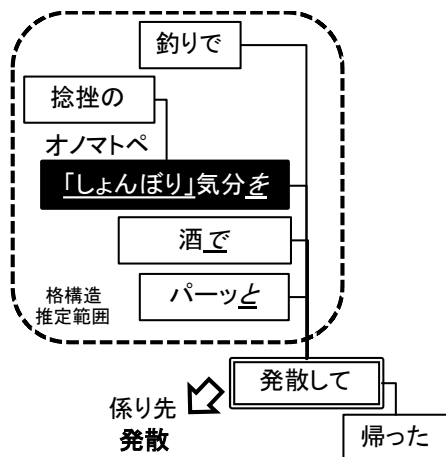 釣りで
捻挫の
オノマトペ
「しょんぼり」気分を
酒で
パーッと
格構造
推定範囲
発散して
係り先
発散
帰った